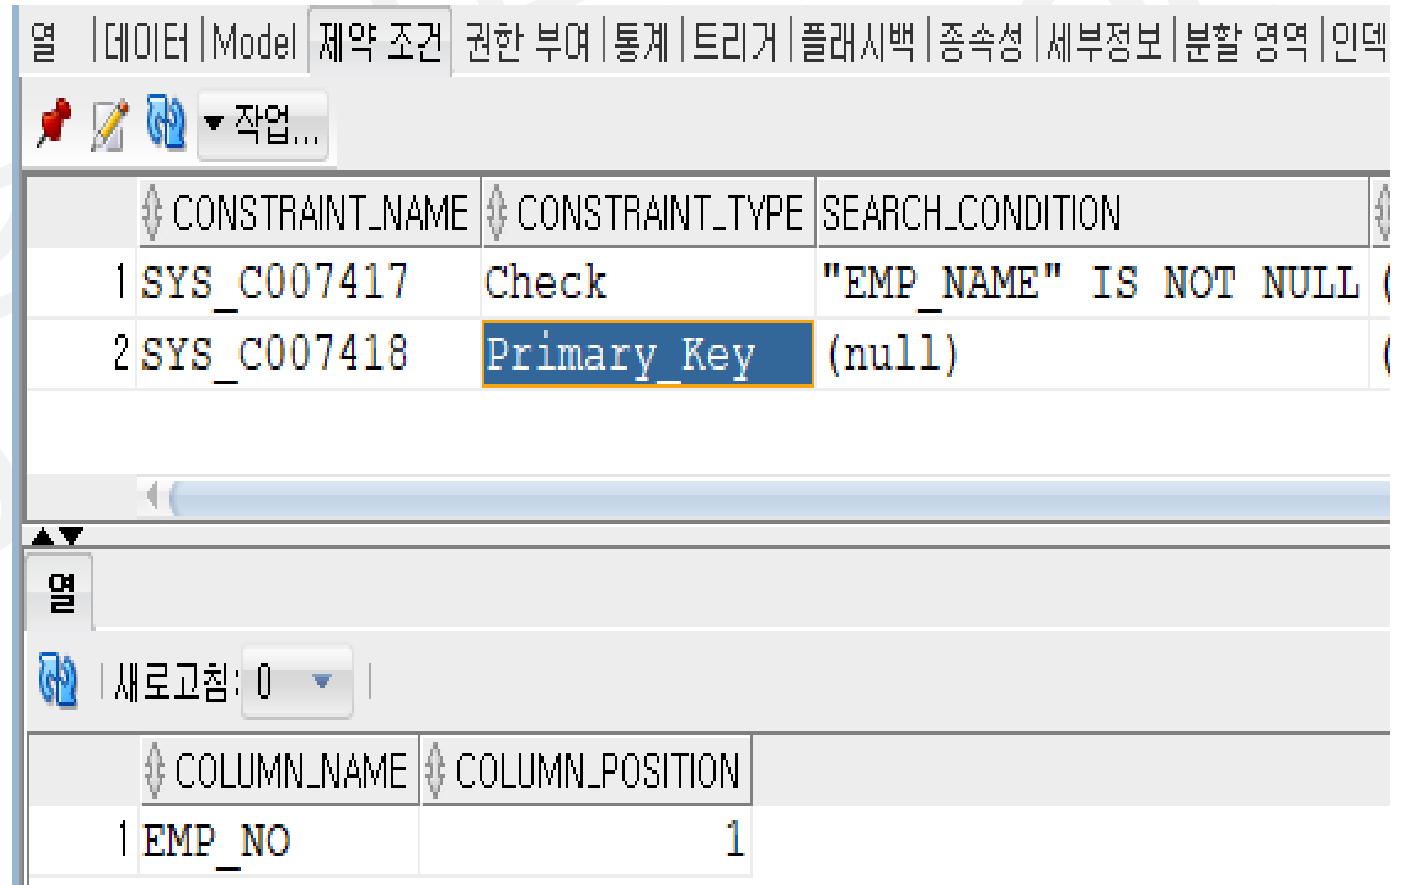 열 |데이터|Model|제약 조건|권한 부여|통계|트리거|플래시백|종속성|세부정보|분할 영역|인덱
작업...
CONSTRAINT_NAME CONSTRAINT_TYPE SEARCH_CONDITION
1 SYS_C007417 Check "EMP_NAME" IS NOT NULL (
2 SYS_C007418 Primary_Key (null) (
열
새로고침: 0
COLUMN_NAME COLUMN_POSITION
1 EMP_NO 1